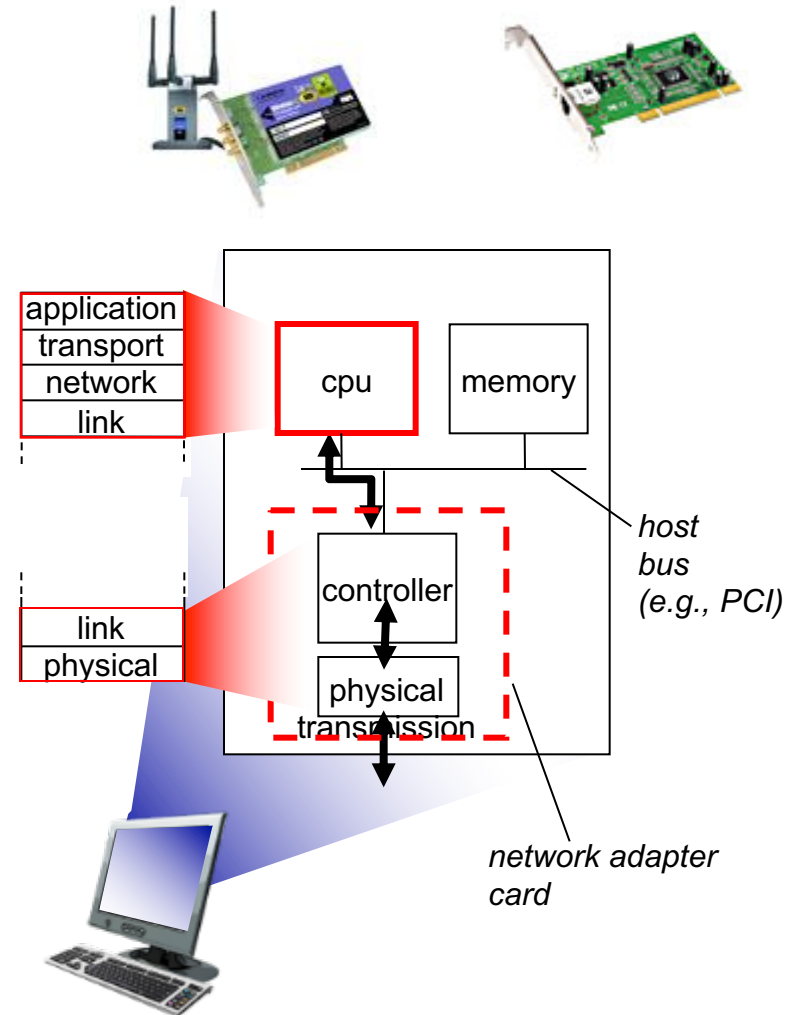 application
transport
network
link
cpu
memory
host
bus
(e.g., PCI)
controller
link
physical
physical
transmission
network adapter
card